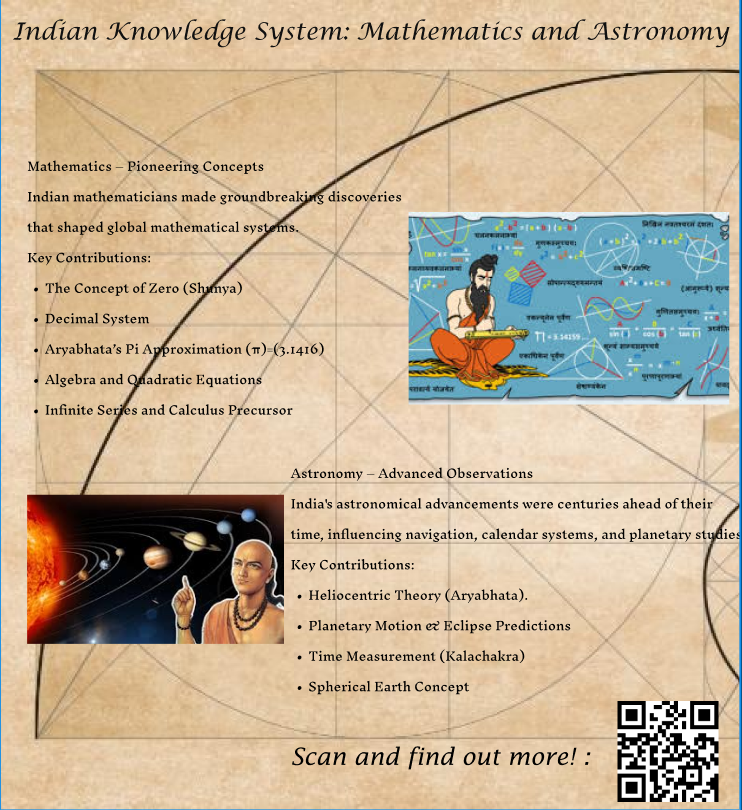 Indian Knowledge System: Mathematics and Astronomy
Mathematics – Pioneering Concepts
Indian mathematicians made groundbreaking discoveries
that shaped global mathematical systems.
Key Contributions:
• The Concept of Zero (Shunya)
• Decimal System
• Aryabhata's Pi Approximation (π)=(3.1416)
• Algebra and Quadratic Equations
• Infinite Series and Calculus Precursor
Astronomy – Advanced Observations
India's astronomical advancements were centuries ahead of their
time, influencing navigation, calendar systems, and planetary studies
Key Contributions:
• Heliocentric Theory (Aryabhata).
• Planetary Motion & Eclipse Predictions
• Time Measurement (Kalachakra)
• Spherical Earth Concept
Scan and find out more! :